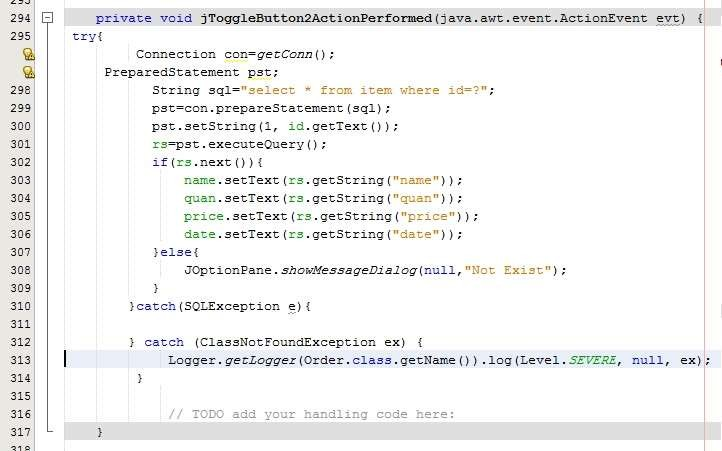 293
294 private void jToggleButton2ActionPerformed(java.awt.event.ActionEvent evt) {
295 try{
Connection con=getConn();
PreparedStatement pst;
298 String sql="select * from item where id=?";
299 pst=con.prepareStatement(sql);
300 pst.setString(1, id.getText());
301 rs=pst.executeQuery();
302 if(rs.next()){
303 name.setText(rs.getString("name"));
304 quan.setText(rs.getString("quan"));
305 price.setText(rs.getString("price"));
306 date.setText(rs.getString("date"));
307 }else{
308 JOptionPane.showMessageDialog(null,"Not Exist");
309 }
310 }catch(SQLException e){
311
312 } catch (ClassNotFoundException ex) {
313 Logger.getLogger(Order.class.getName()).log(Level.SEVERE, null, ex);
314 }
315
316 // TODO add your handling code here:
317 }
318